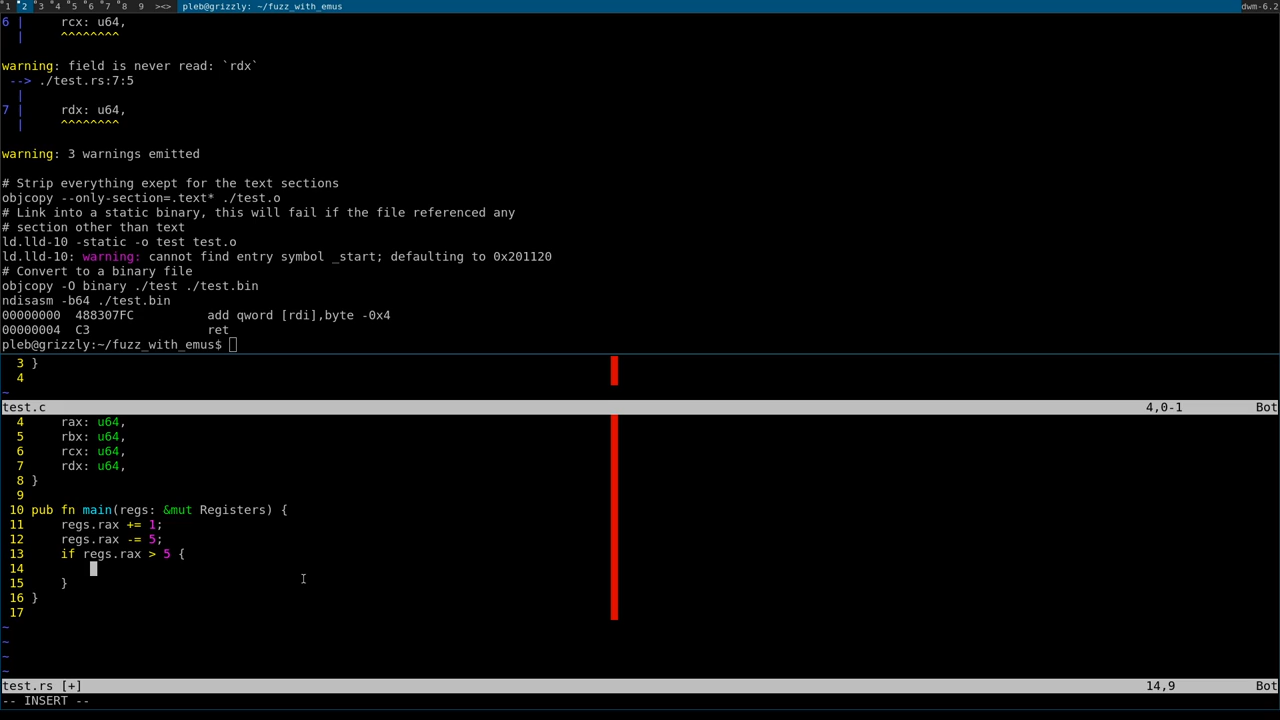 1 2 3 4 5 6 7 8 9 ><> pleb@grizzly: ~/fuzz_with_emus dwm-6.2
6 |     rcx: u64,
  |     ^^^^^^^^
warning: field is never read: `rdx`
 --> ./test.rs:7:5
  |
7 |     rdx: u64,
  |     ^^^^^^^^
warning: 3 warnings emitted
# Strip everything exept for the text sections
objcopy --only-section=.text* ./test.o
# Link into a static binary, this will fail if the file referenced any
# section other than text
ld.lld-10 -static -o test test.o
ld.lld-10: warning: cannot find entry symbol _start; defaulting to 0x201120
# Convert to a binary file
objcopy -O binary ./test ./test.bin
ndisasm -b64 ./test.bin
00000000  488307FC          add qword [rdi],byte -0x4
00000004  C3                ret
pleb@grizzly:~/fuzz_with_emus$
  3 }
  4
~
test.c 4,0-1 Bot
  4     rax: u64,
  5     rbx: u64,
  6     rcx: u64,
  7     rdx: u64,
  8 }
  9
 10 pub fn main(regs: &mut Registers) {
 11     regs.rax += 1;
 12     regs.rax -= 5;
 13     if regs.rax > 5 {
 14
 15     }
 16 }
 17
~
~
~
~
test.rs [+] 14,9 Bot
-- INSERT --